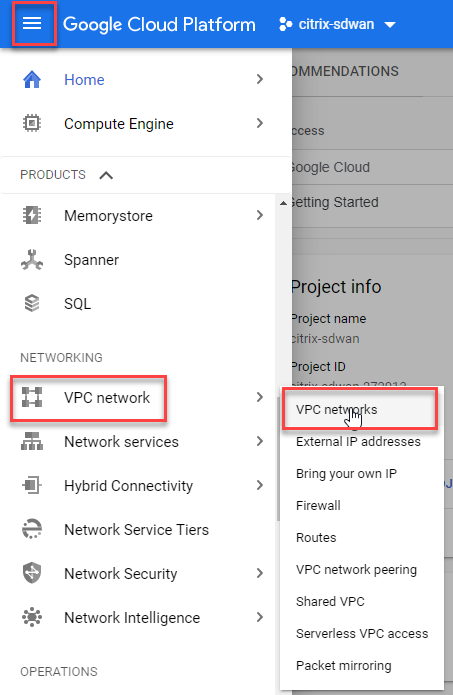 Google Cloud Platform
citrix-sdwan
Home
Compute Engine
PRODUCTS
Memorystore
Spanner
SQL
NETWORKING
VPC network
Network services
Hybrid Connectivity
Network Service Tiers
Network Security
Network Intelligence
OPERATIONS
OMMENDATIONS
ccess
Google Cloud
Getting Started
Project info
Project name
citrix-sdwan
Project ID
VPC networks
External IP addresses
Bring your own IP
Firewall
Routes
VPC network peering
Shared VPC
Serverless VPC access
Packet mirroring